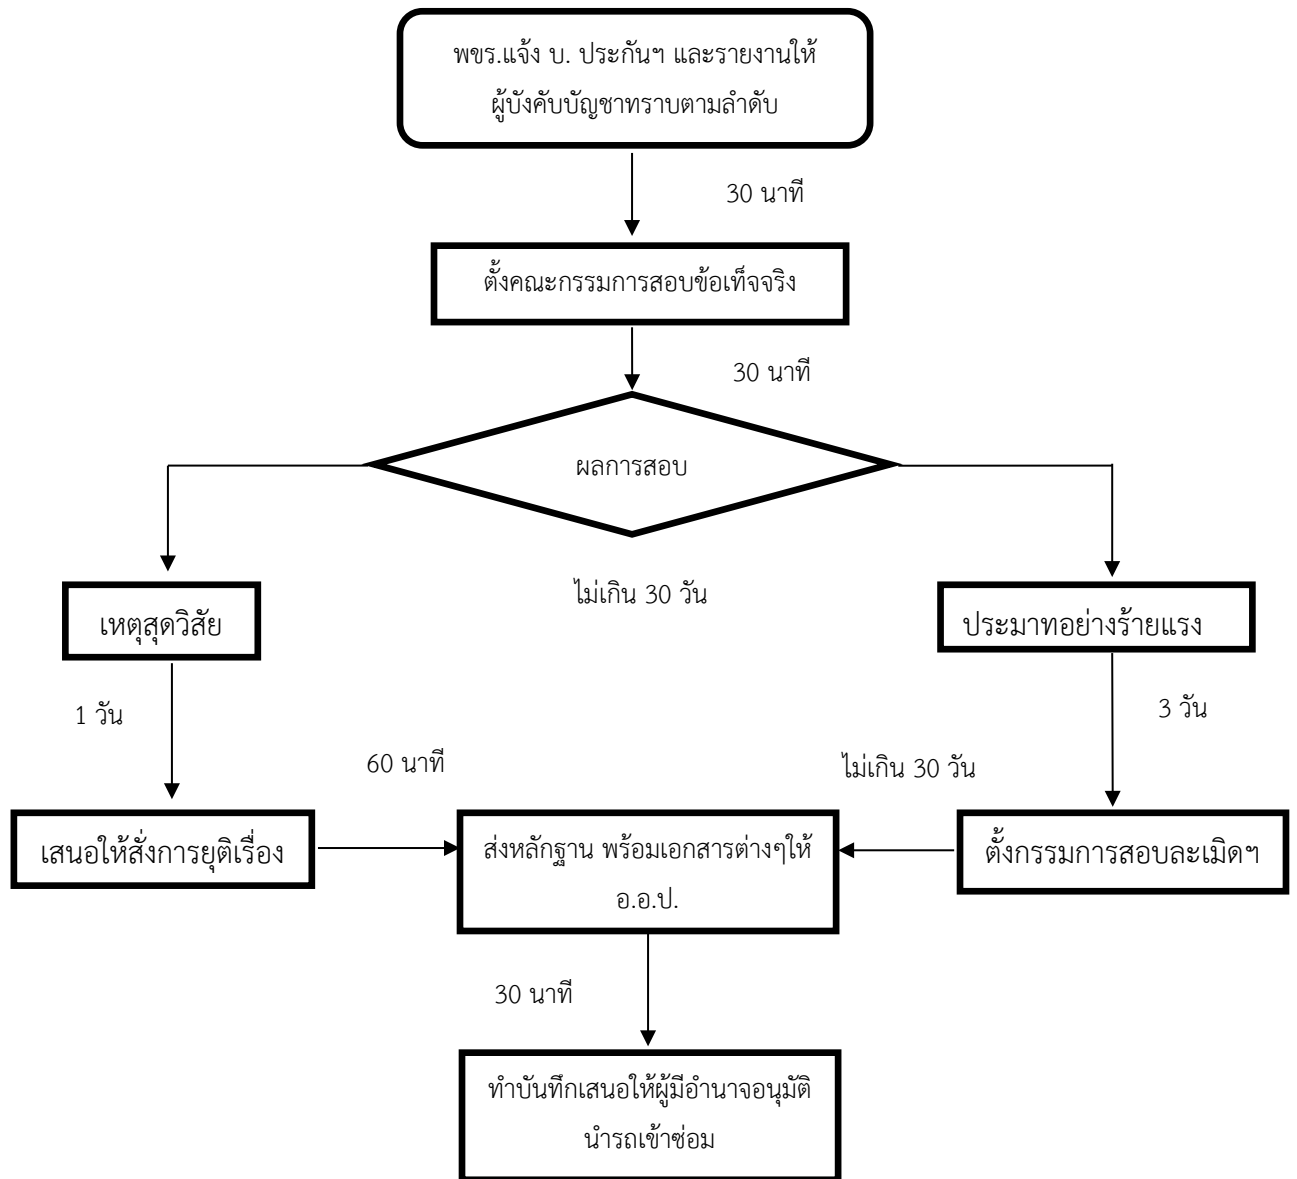 พขร.แจ้ง บ. ประกันฯ และรายงานให้
ผู้บังคับบัญชาทราบตามลำดับ
30 นาที
ตั้งคณะกรรมการสอบข้อเท็จจริง
30 นาที
ผลการสอบ
ไม่เกิน 30 วัน
เหตุสุดวิสัย
ประมาทอย่างร้ายแรง
1 วัน
3 วัน
60 นาที
ไม่เกิน 30 วัน
เสนอให้สั่งการยุติเรื่อง
ส่งหลักฐาน พร้อมเอกสารต่างๆให้
อ.อ.ป.
ตั้งกรรมการสอบละเมิดฯ
30 นาที
ทำบันทึกเสนอให้ผู้มีอำนาจอนุมัติ
นำรถเข้าซ่อม